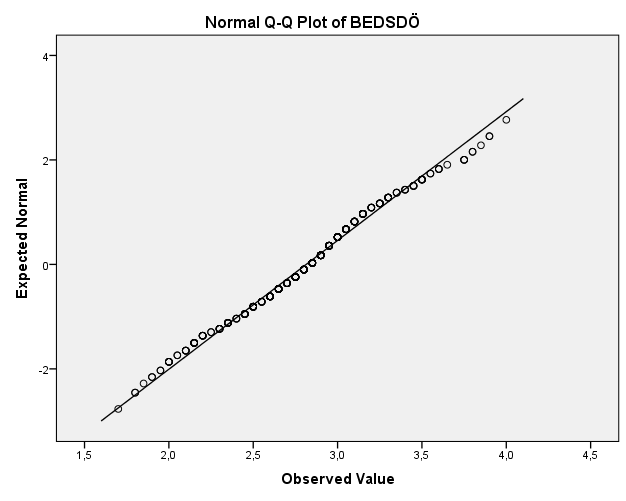 Normal Q-Q Plot of BEDSDÖ
Expected Normal
4
2
0
-2
1,5 2,0 2,5 3,0 3,5 4,0 4,5
Observed Value